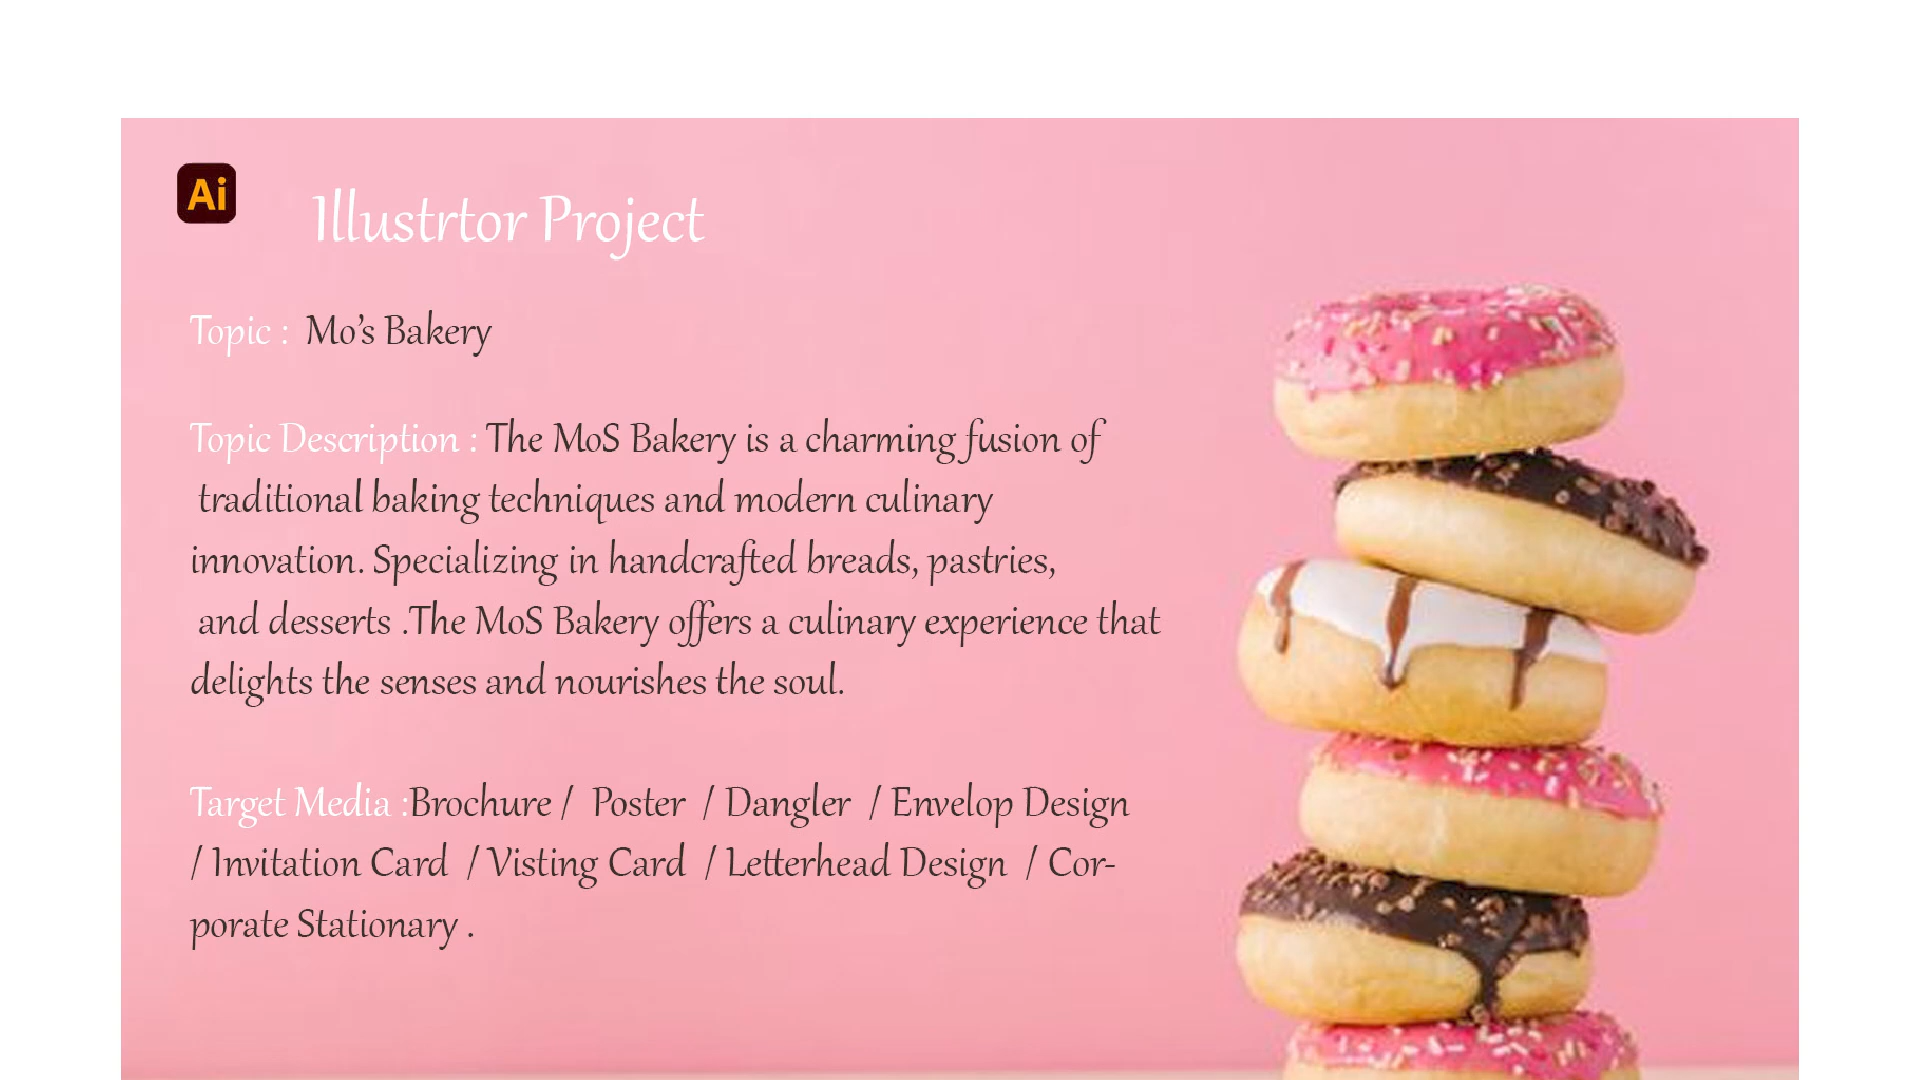 Ai
Illustrtor Project
Topic : Mo's Bakery
Topic Description : The MoS Bakery is a charming fusion of
traditional baking techniques and modern culinary
innovation. Specializing in handcrafted breads, pastries,
and desserts .The MoS Bakery offers a culinary experience that
delights the senses and nourishes the soul.
Target Media :Brochure / Poster / Dangler / Envelop Design
/ Invitation Card / Visting Card / Letterhead Design / Cor-
porate Stationary .